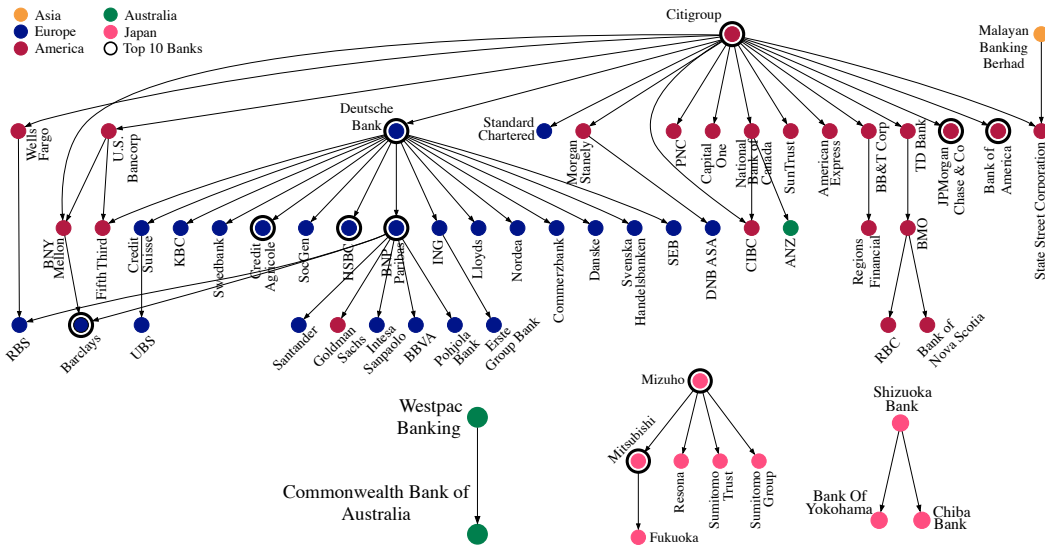 Asia
Europe
America
Australia
Japan
Top 10 Banks
Citigroup
Malayan
Banking
Berhad
Wells
Fargo
U.S.
Bancorp
Deutsche
Bank
Standard
Chartered
Morgan
Stanely
PNC
Capital
One
National
Bank of
Canada
SunTrust
American
Express
BB&T Corp
TD Bank
JPMorgan
Chase & Co
Bank of
America
State Street Corporation
BNY
Mellon
Fifth Third
Credit
Suisse
KBC
Swedbank
Credit
Agricole
SocGen
HSBC
BNP
Paribas
ING
Lloyds
Nordea
Commerzbank
Danske
Svenska
Handelsbanken
SEB
DNB ASA
CIBC
ANZ
Regions
Financial
BMO
RBS
Barclays
UBS
Santander
Goldman
Sachs
Intesa
Sanpaolo
BBVA
Pohjola
Bank
Erste
Group Bank
RBC
Bank of
Nova Scotia
Westpac
Banking
Commonwealth Bank of
Australia
Mizuho
Mitsubishi
Resona
Sumitomo
Trust
Sumitomo
Group
Fukuoka
Shizuoka
Bank
Bank Of
Yokohama
Chiba
Bank